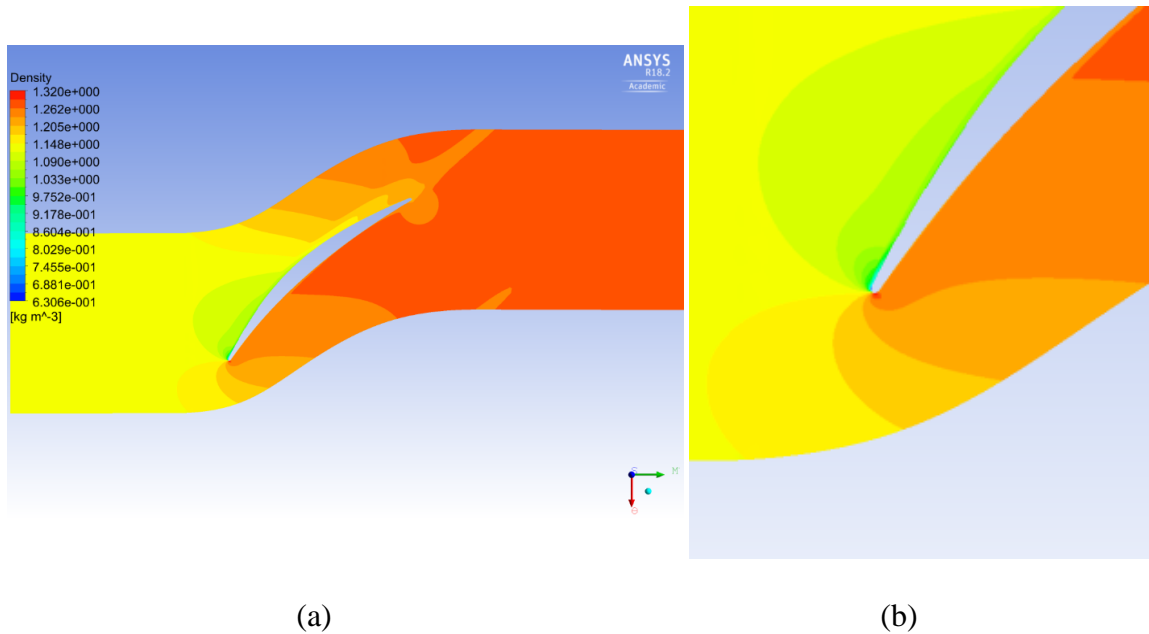 ANSYS
R18.2
Academic
Density
1.320e+000
1.262e+000
1.205e+000
1.148e+000
1.090e+000
1.033e+000
9.752e-001
9.178e-001
8.604e-001
8.029e-001
7.455e-001
6.881e-001
6.306e-001
[kg m^-3]
S
M'
Θ
(a)
(b)